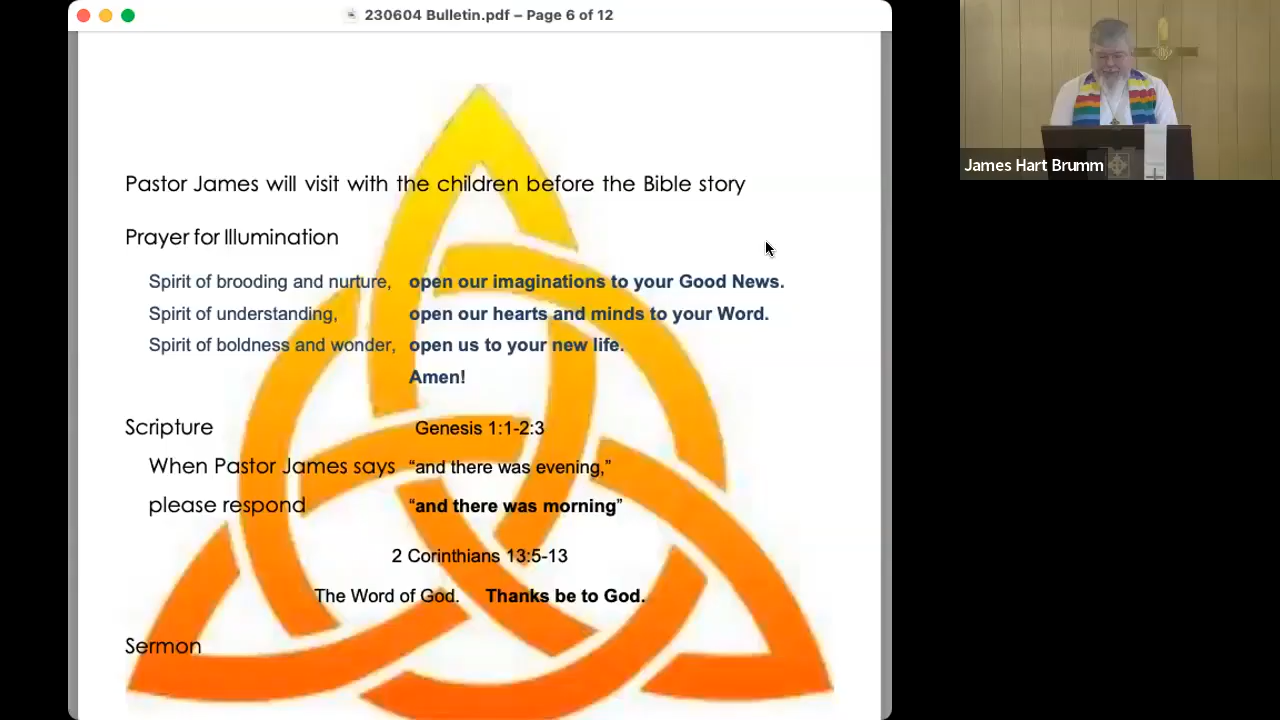 230604 Bulletin.pdf – Page 6 of 12
Pastor James will visit with the children before the Bible story
Prayer for Illumination
Spirit of brooding and nurture, open our imaginations to your Good News.
Spirit of understanding, open our hearts and minds to your Word.
Spirit of boldness and wonder, open us to your new life.
Amen!
Scripture Genesis 1:1-2:3
When Pastor James says “and there was evening,”
please respond “and there was morning”
2 Corinthians 13:5-13
The Word of God. Thanks be to God.
Sermon
James Hart Brumm